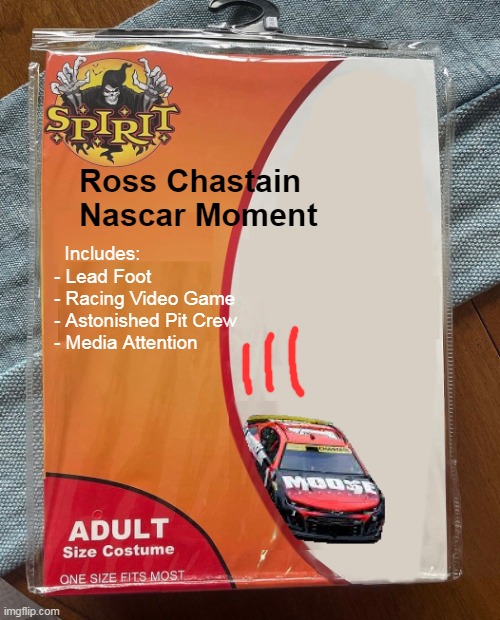 SPIRIT
Ross Chastain
Nascar Moment
Includes:
- Lead Foot
- Racing Video Game
- Astonished Pit Crew
- Media Attention
CHASTAIN
MOOSE
ADULT
Size Costume
ONE SIZE FITS MOST
imgflip.com